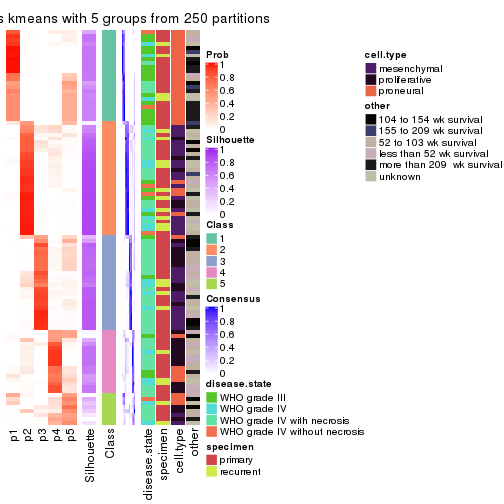 s kmeans with 5 groups from 250 partitions
Prob
1
0.8
0.6
0.4
0.2
0
Silhouette
1
0.8
0.6
0.4
0.2
0
Class
1
2
3
4
5
Consensus
1
0.8
0.6
0.4
0.2
0
disease.state
WHO grade III
WHO grade IV
WHO grade IV with necrosis
WHO grade IV without necrosis
specimen
primary
recurrent
cell.type
mesenchymal
proliferative
proneural
other
104 to 154 wk survival
155 to 209 wk survival
52 to 103 wk survival
less than 52 wk survival
more than 209  wk survival
unknown
p1
p2
p3
p4
p5
Silhouette
Class
disease.state
specimen
cell.type
other